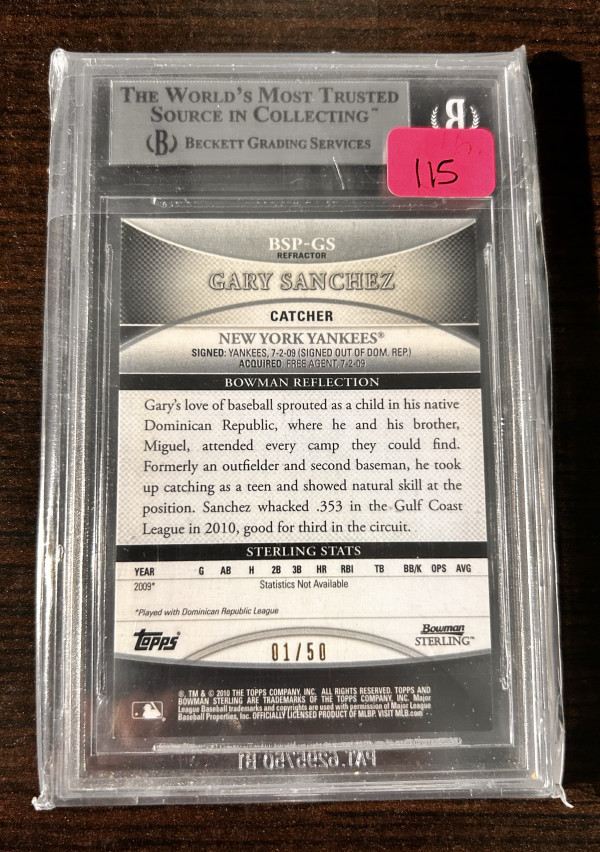 THE WORLD'S MOST TRUSTED
SOURCE IN COLLECTING™
(B) BECKETT GRADING SERVICES
115
BSP-GS
REFRACTOR
GARY SANCHEZ
CATCHER
NEW YORK YANKEES®
SIGNED: YANKEES, 7-2-09 (SIGNED OUT OF DOM. REP.)
ACQUIRED: FREE AGENT, 7-2-09
BOWMAN REFLECTION
Gary's love of baseball sprouted as a child in his native
Dominican Republic, where he and his brother,
Miguel, attended every camp they could find.
Formerly an outfielder and second baseman, he took
up catching as a teen and showed natural skill at the
position. Sanchez whacked .353 in the Gulf Coast
League in 2010, good for third in the circuit.
STERLING STATS
YEAR G AB H 2B 3B HR RBI TB BB/K OPS AVG
2009* Statistics Not Available
*Played with Dominican Republic League
topps 01/50 Bowman
STERLING™
®, TM & © 2010 THE TOPPS COMPANY, INC. ALL RIGHTS RESERVED. TOPPS AND
BOWMAN STERLING ARE TRADEMARKS OF THE TOPPS COMPANY, INC. Major
League Baseball trademarks and copyrights are used with permission of Major League
Baseball Properties, Inc. OFFICIALLY LICENSED PRODUCT OF MLBP. VISIT MLB.com